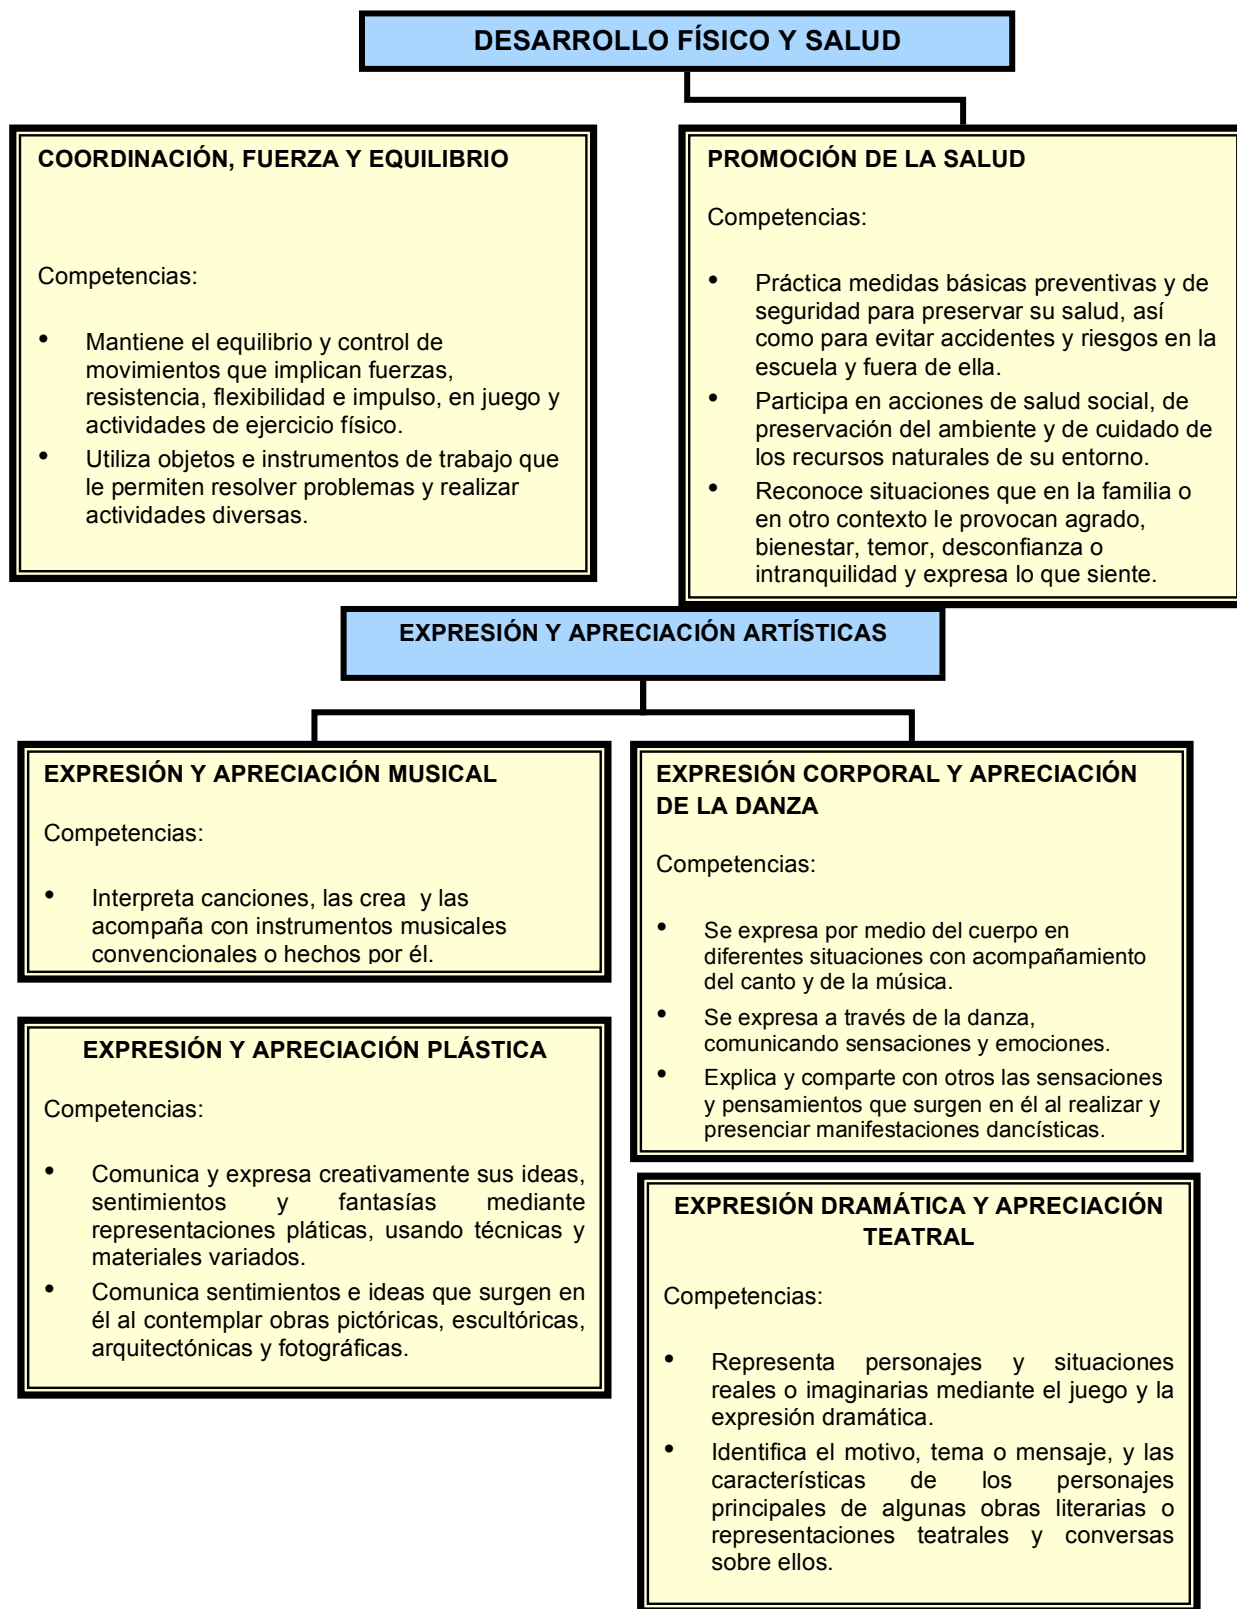 DESARROLLO FÍSICO Y SALUD
COORDINACIÓN, FUERZA Y EQUILIBRIO
Competencias:
• Mantiene el equilibrio y control de
movimientos que implican fuerzas,
resistencia, flexibilidad e impulso, en juego y
actividades de ejercicio físico.
• Utiliza objetos e instrumentos de trabajo que
le permiten resolver problemas y realizar
actividades diversas.
PROMOCIÓN DE LA SALUD
Competencias:
• Práctica medidas básicas preventivas y de
seguridad para preservar su salud, así
como para evitar accidentes y riesgos en la
escuela y fuera de ella.
• Participa en acciones de salud social, de
preservación del ambiente y de cuidado de
los recursos naturales de su entorno.
• Reconoce situaciones que en la familia o
en otro contexto le provocan agrado,
bienestar, temor, desconfianza o
intranquilidad y expresa lo que siente.
EXPRESIÓN Y APRECIACIÓN ARTÍSTICAS
EXPRESIÓN Y APRECIACIÓN MUSICAL
Competencias:
• Interpreta canciones, las crea y las
acompaña con instrumentos musicales
convencionales o hechos por él.
EXPRESIÓN CORPORAL Y APRECIACIÓN
DE LA DANZA
Competencias:
• Se expresa por medio del cuerpo en
diferentes situaciones con acompañamiento
del canto y de la música.
• Se expresa a través de la danza,
comunicando sensaciones y emociones.
• Explica y comparte con otros las sensaciones
y pensamientos que surgen en él al realizar y
presenciar manifestaciones dancísticas.
EXPRESIÓN Y APRECIACIÓN PLÁSTICA
Competencias:
• Comunica y expresa creativamente sus ideas,
sentimientos y fantasías mediante
representaciones pláticas, usando técnicas y
materiales variados.
• Comunica sentimientos e ideas que surgen en
él al contemplar obras pictóricas, escultóricas,
arquitectónicas y fotográficas.
EXPRESIÓN DRAMÁTICA Y APRECIACIÓN
TEATRAL
Competencias:
• Representa personajes y situaciones
reales o imaginarias mediante el juego y la
expresión dramática.
• Identifica el motivo, tema o mensaje, y las
características de los personajes
principales de algunas obras literarias o
representaciones teatrales y conversas
sobre ellos.